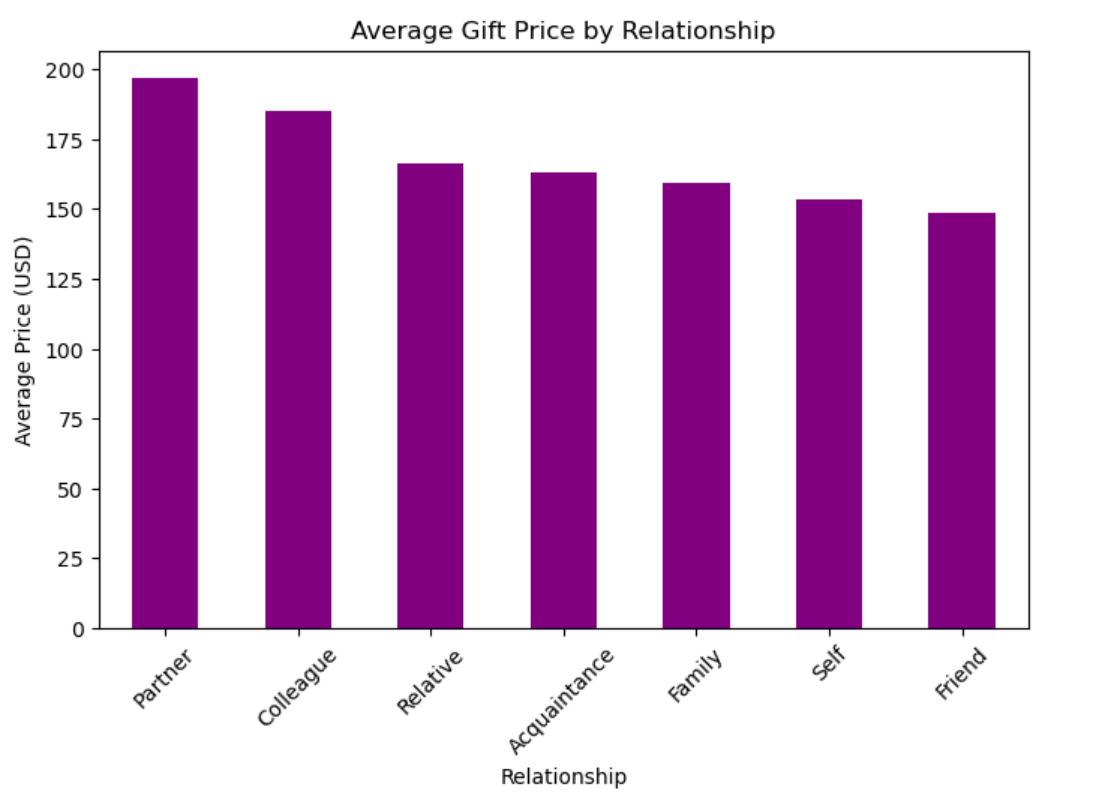 Average Gift Price by Relationship
Average Price (USD)
200
175
150
125
100
75
50
25
0
Partner
Colleague
Relative
Acquaintance
Family
Self
Friend
Relationship